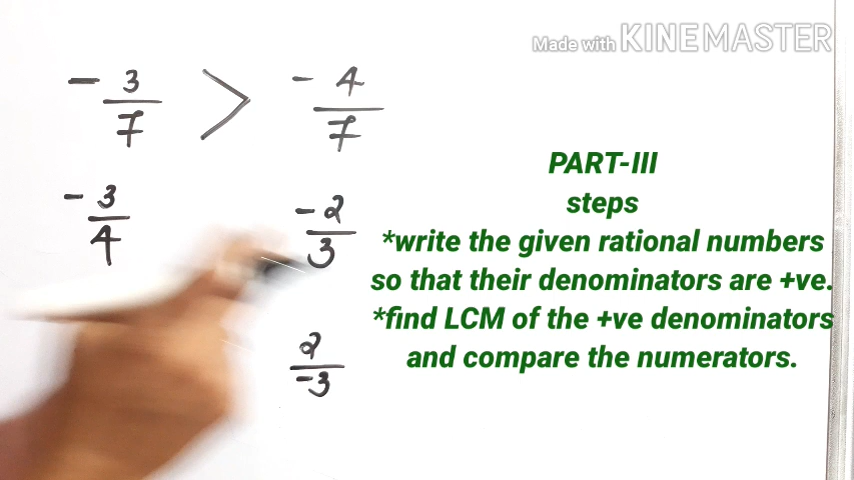 Made with KINEMASTER
- 3/7 > - 4/7
- 3/4 - 2/3
2/-3
PART-III
steps
*write the given rational numbers
so that their denominators are +ve.
*find LCM of the +ve denominators
and compare the numerators.